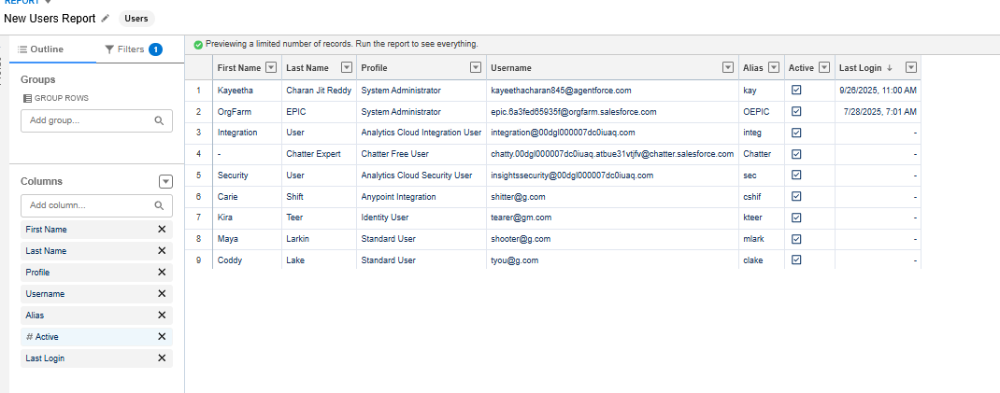 REPORT
New Users Report Users
Outline
Filters 1
Previewing a limited number of records. Run the report to see everything.
Groups
GROUP ROWS
Add group...
Columns
Add column...
First Name
Last Name
Profile
Username
Alias
# Active
Last Login
First Name Last Name Profile Username Alias Active Last Login ↓
1 Kayeetha Charan Jit Reddy System Administrator kayeethacharan845@agentforce.com kay 9/26/2025, 11:00 AM
2 OrgFarm EPIC System Administrator epic.6a3fed65935f@orgfarm.salesforce.com OEPIC 7/28/2025, 7:01 AM
3 Integration User Analytics Cloud Integration User integration@00dgl000007dc0iuaq.com integ -
4 - Chatter Expert Chatter Free User chatty.00dgl000007dc0iuaq.atbue31vtjfv@chatter.salesforce.com Chatter -
5 Security User Analytics Cloud Security User insightssecurity@00dgl000007dc0iuaq.com sec -
6 Carie Shift Anypoint Integration shitter@g.com cshif -
7 Kira Teer Identity User tearer@gm.com kteer -
8 Maya Larkin Standard User shooter@g.com mlark -
9 Coddy Lake Standard User tyou@g.com clake -